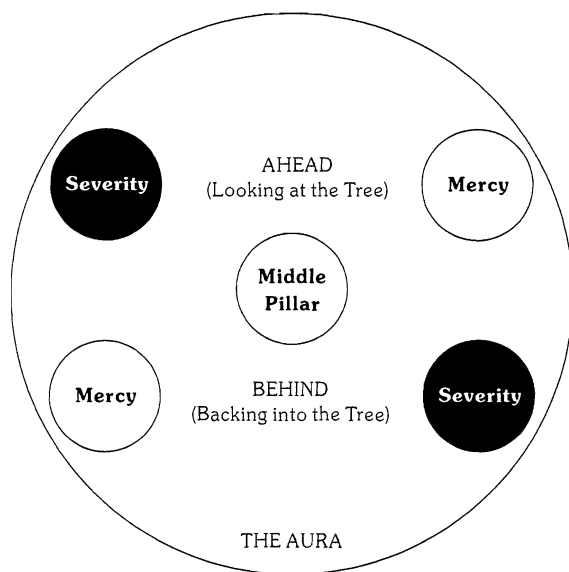 AHEAD
(Looking at the Tree)
Severity
Mercy
Middle
Pillar
Mercy
BEHIND
(Backing into the Tree)
Severity
THE AURA